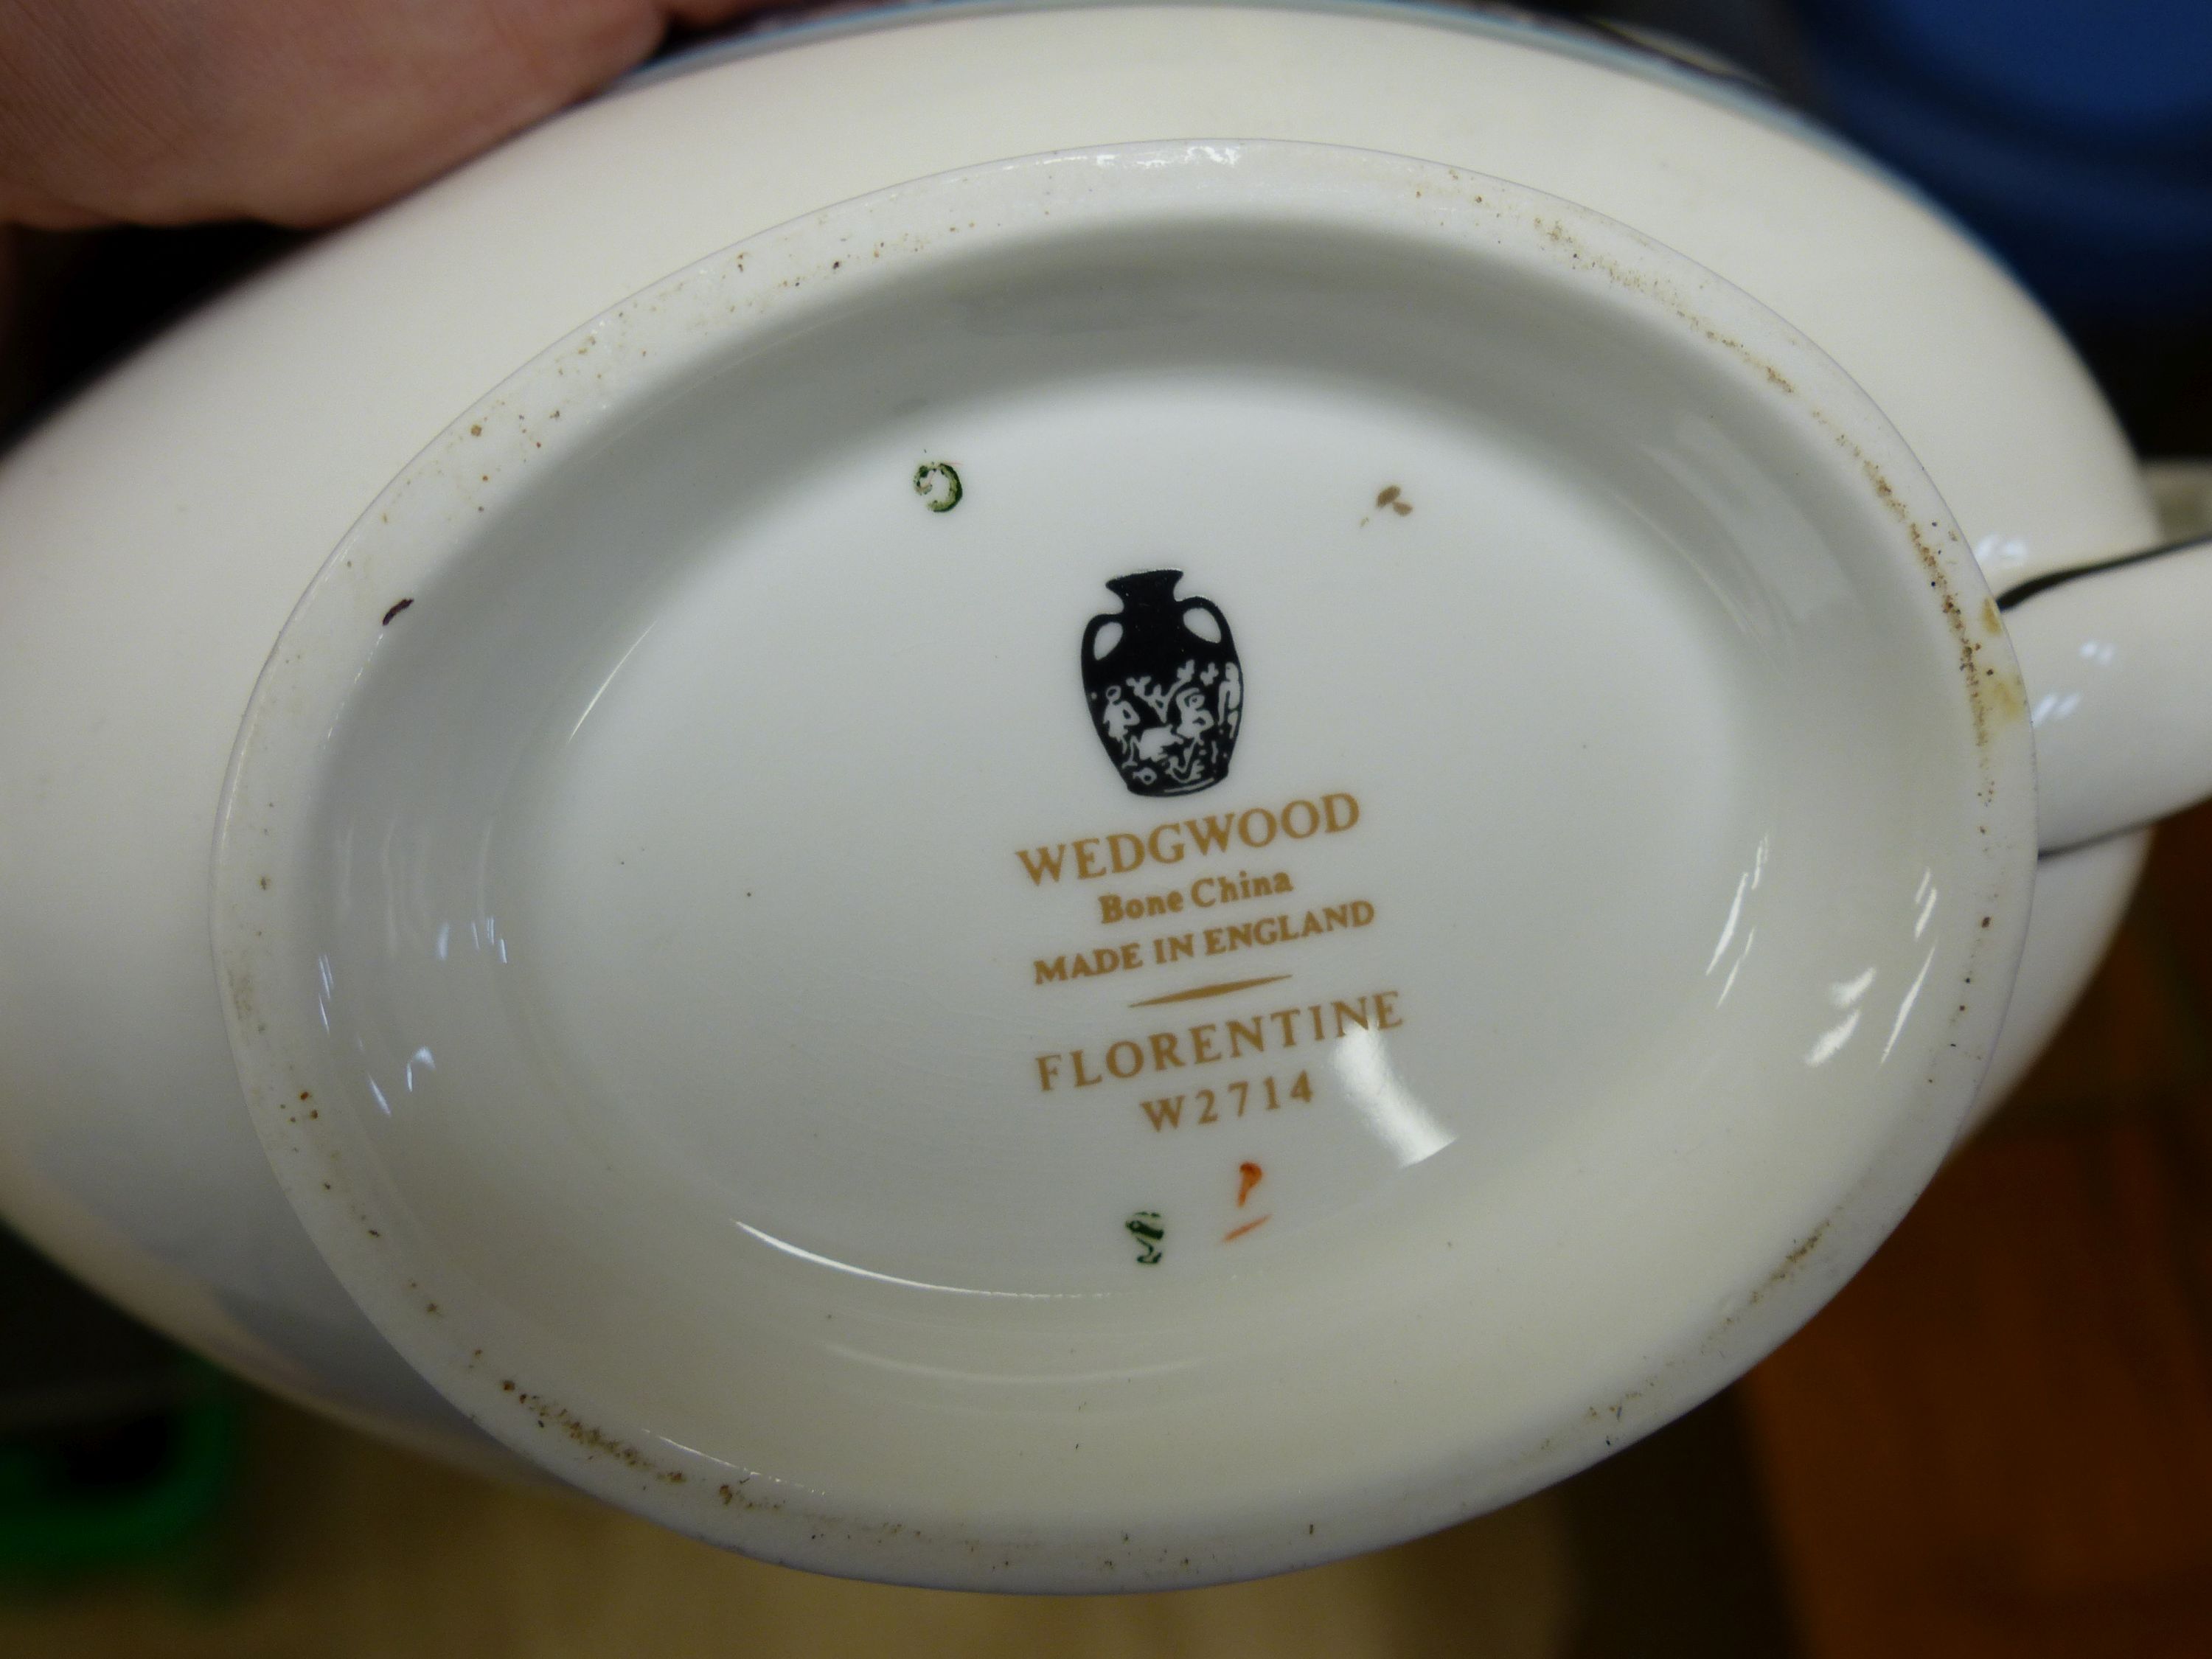 WEDGWOOD
Bone China
MADE IN ENGLAND
FLORENTINE
W2714